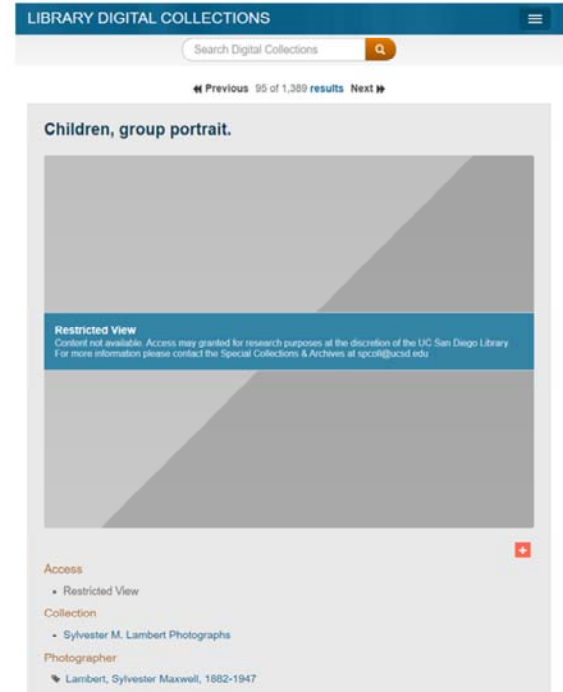 LIBRARY DIGITAL COLLECTIONS
Search Digital Collections
Previous 95 of 1,389 results Next
Children, group portrait.
Restricted View
Content not available. Access may granted for research purposes at the discretion of the UC San Diego Library.
For more information please contact the Special Collections & Archives at spcoll@ucsd.edu
Access
Restricted View
Collection
Sylvester M. Lambert Photographs
Photographer
Lambert, Sylvester Maxwell, 1882-1947